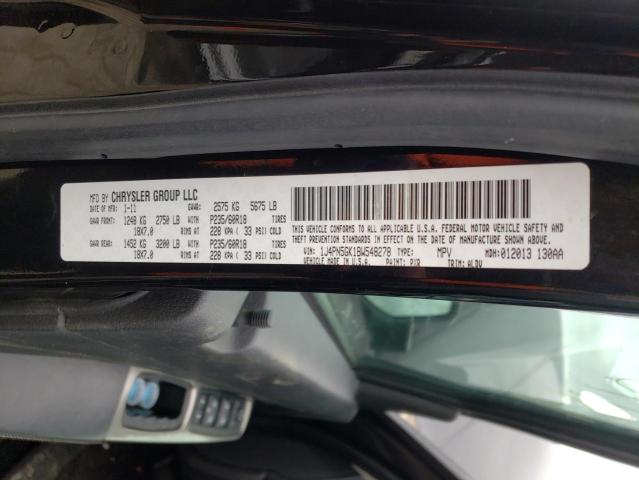 MFD BY CHRYSLER GROUP LLC
DATE OF MFR: 1-11 GVWR: 2575 KG 5675 LB
GAWR FRONT: 1248 KG 2750 LB WITH P235/60R18 TIRES
18X7.0 RIMS AT 228 KPA ( 33 PSI) COLD
GAWR REAR: 1452 KG 3200 LB WITH P235/60R18 TIRES
18X7.0 RIMS AT 228 KPA ( 33 PSI) COLD
THIS VEHICLE CONFORMS TO ALL APPLICABLE U.S.A. FEDERAL MOTOR VEHICLE SAFETY AND
STANDARDS IN EFFECT ON THE DATE OF MANUFACTURE SHOWN ABOVE.
VIN: 1J4PN5GK1BW548278 TYPE: MPV MDH: 012013 130AA
VEHICLE MADE IN U.S.A. PAINT: PXR TRIM: ALDV